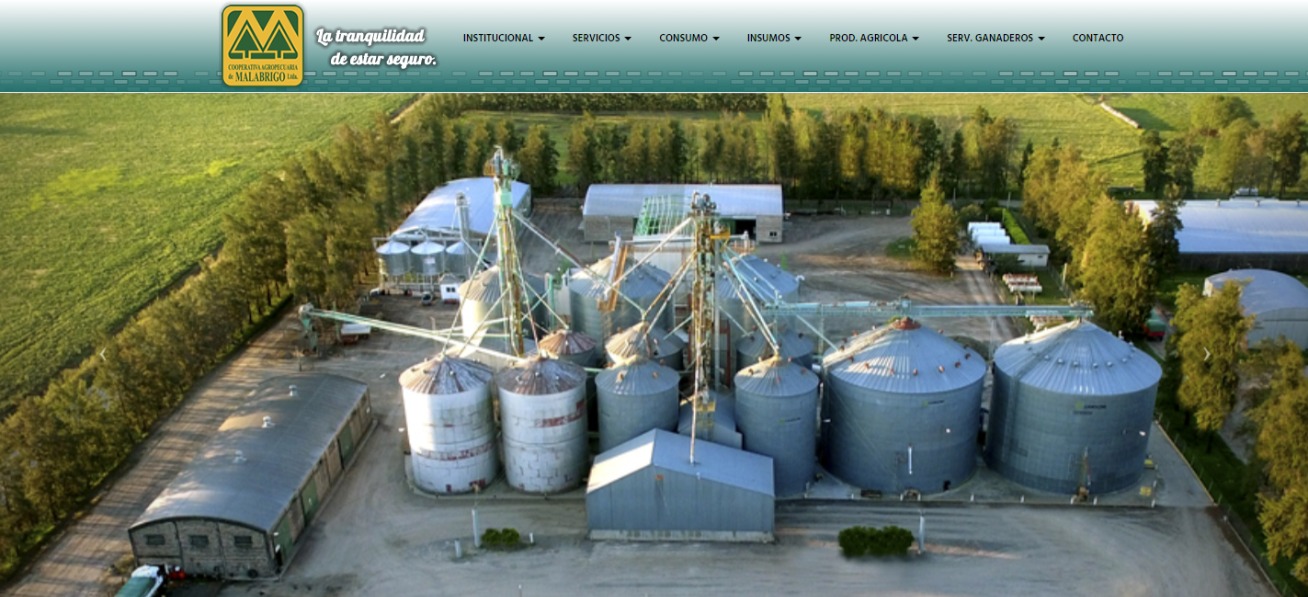 COOPERATIVA AGROPECUARIA
de MALABRIGO Ltda.
La tranquilidad
de estar seguro.
INSTITUCIONAL
SERVICIOS
CONSUMO
INSUMOS
PROD. AGRICOLA
SERV. GANADEROS
CONTACTO